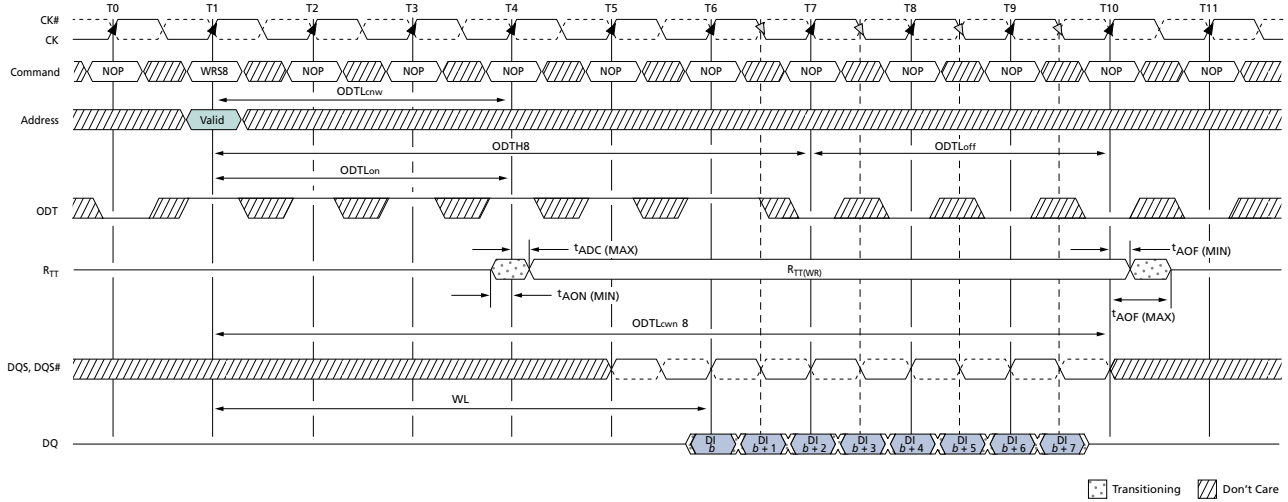 T0 T1 T2 T3 T4 T5 T6 T7 T8 T9 T10 T11
CK#
CK
Command NOP WRS8 NOP NOP NOP NOP NOP NOP NOP NOP NOP NOP
ODTLcnw
Address Valid
ODTH8 ODTLoff
ODTLon
ODT
tADC (MAX) tAOF (MIN)
RTT RTT(WR)
tAON (MIN) tAOF (MAX)
ODTLcwn 8
DQS, DQS#
WL
DQ DI b DI b + 1 DI b + 2 DI b + 3 DI b + 4 DI b + 5 DI b + 6 DI b + 7
Transitioning Don't Care